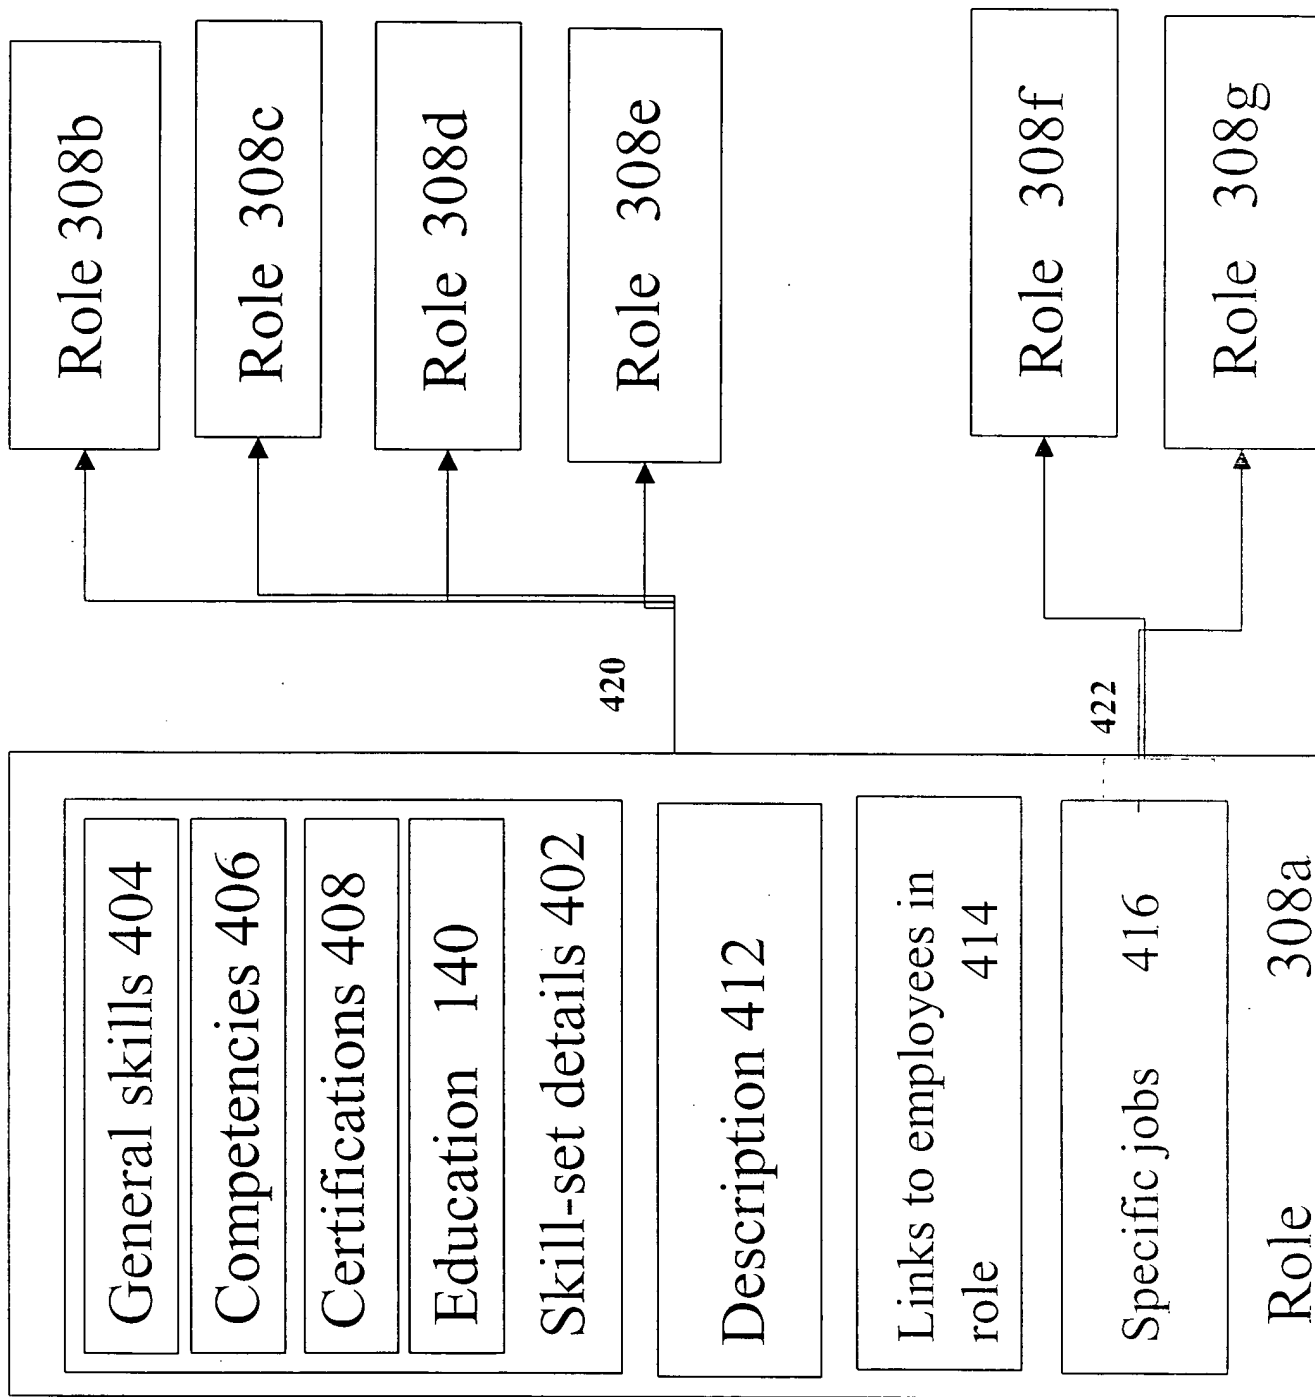 General skills 404
Competencies 406
Certifications 408
Education 140
Skill-set details 402
Description 412
Links to employees in
role 414
Specific jobs 416
Role 308a
420
422
Role 308b
Role 308c
Role 308d
Role 308e
Role 308f
Role 308g